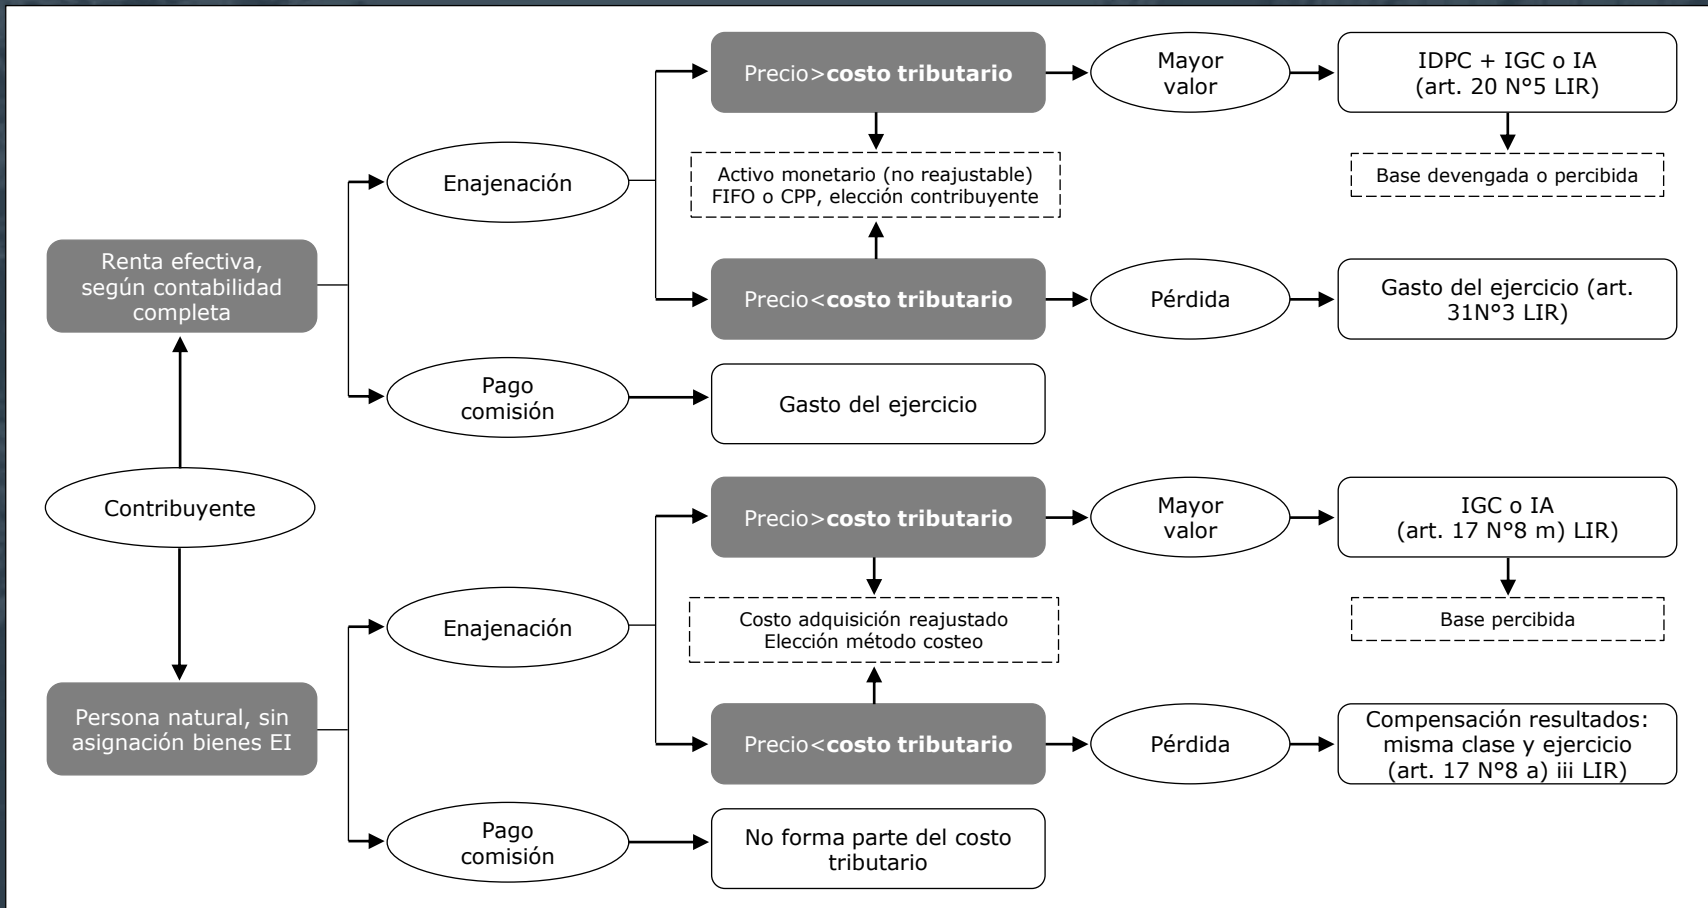 Contribuyente
Renta efectiva,
según contabilidad
completa
Enajenación
Precio>costo tributario
Mayor
valor
IDPC + IGC o IA
(art. 20 N°5 LIR)
Base devengada o percibida
Activo monetario (no reajustable)
FIFO o CPP, elección contribuyente
Precio<costo tributario
Pérdida
Gasto del ejercicio (art.
31N°3 LIR)
Pago
comisión
Gasto del ejercicio
Persona natural, sin
asignación bienes EI
Enajenación
Precio>costo tributario
Mayor
valor
IGC o IA
(art. 17 N°8 m) LIR)
Base percibida
Costo adquisición reajustado
Elección método costeo
Precio<costo tributario
Pérdida
Compensación resultados:
misma clase y ejercicio
(art. 17 N°8 a) iii LIR)
Pago
comisión
No forma parte del costo
tributario